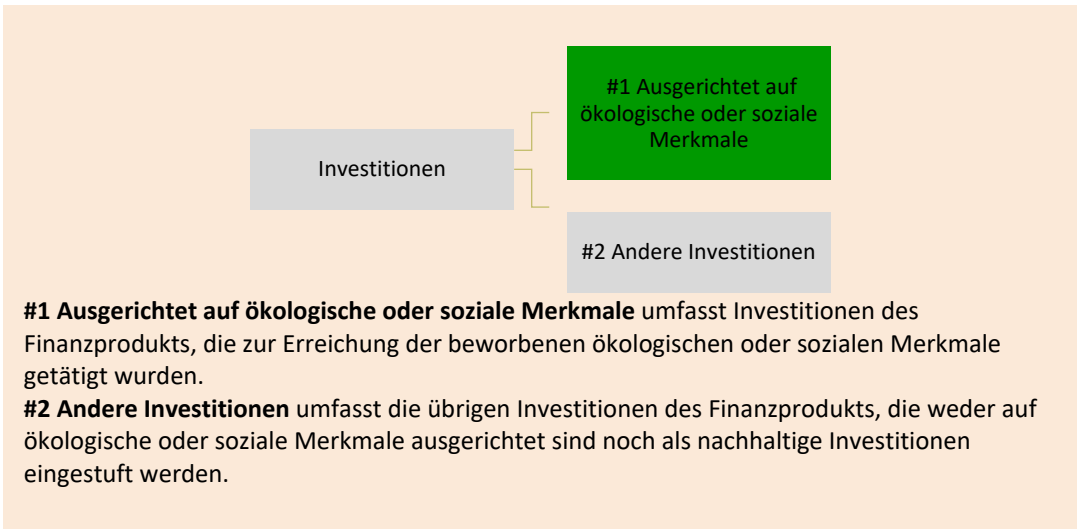 #1 Ausgerichtet auf
ökologische oder soziale
Merkmale
Investitionen
#2 Andere Investitionen
#1 Ausgerichtet auf ökologische oder soziale Merkmale umfasst Investitionen des
Finanzprodukts, die zur Erreichung der beworbenen ökologischen oder sozialen Merkmale
getätigt wurden.
#2 Andere Investitionen umfasst die übrigen Investitionen des Finanzprodukts, die weder auf
ökologische oder soziale Merkmale ausgerichtet sind noch als nachhaltige Investitionen
eingestuft werden.